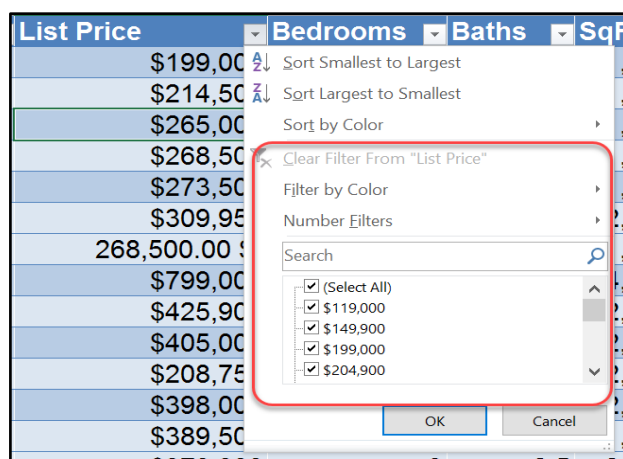 List Price Bedrooms Baths
$199,00 Sort Smallest to Largest
$214,50 Sort Largest to Smallest
$265,00 Sort by Color
$268,50 Clear Filter From "List Price"
$273,50 Filter by Color
$309,95 Number Filters
268,500.00 Search
$799,00 (Select All)
$425,90 $119,000
$149,900
$405,00 $199,000
$208,75 $204,900
$398,00 OK Cancel
$389,50